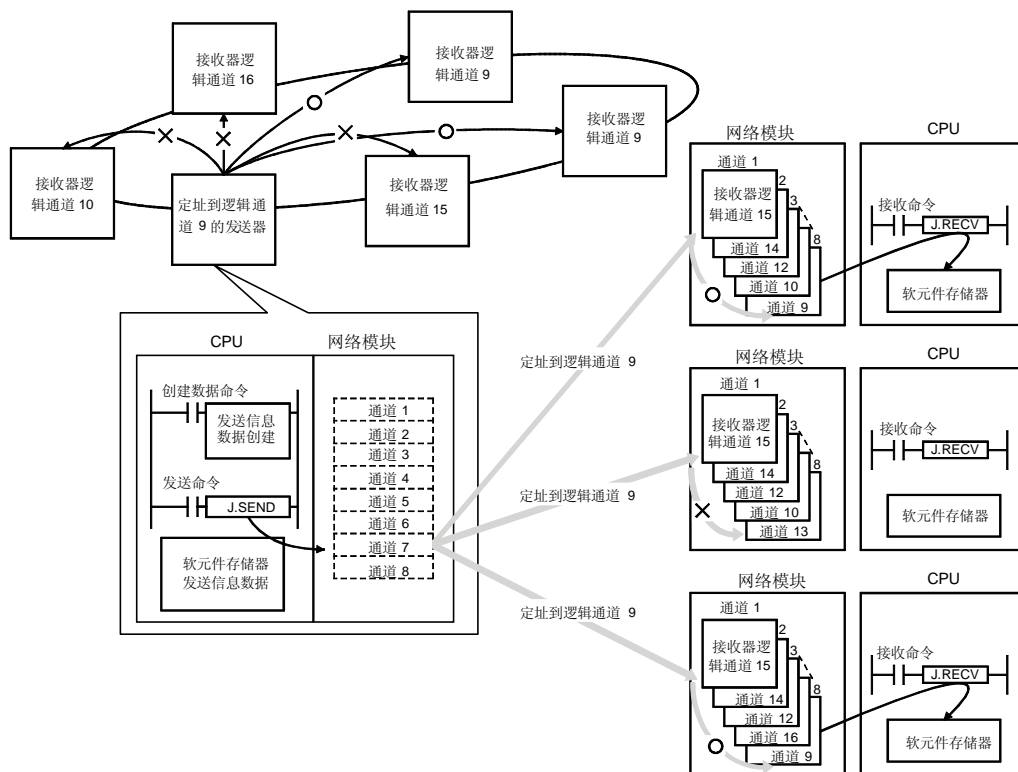 接收器逻
辑通道 16
接收器逻
辑通道 9
接收器逻
辑通道 9
接收器逻
辑通道10
定址到逻辑通
道 9 的发送器
接收器逻
辑通道 15
CPU
网络模块
创建数据命令
发送信息
数据创建
发送命令
J.SEND
软元件存储器
发送信息数据
通道 1
通道 2
通道 3
通道 4
通道 5
通道 6
通道 7
通道 8
定址到逻辑通道 9
定址到逻辑通道 9
定址到逻辑通道 9
网络模块
CPU
通道 1
2
3
8
接收器逻
辑通道 15
通道 14
通道 12
通道 10
通道 9
接收命令
J.RECV
软元件存储器
网络模块
CPU
通道 1
2
3
8
接收器逻
辑通道15
通道 14
通道 12
通道 10
通道 13
接收命令
J.RECV
软元件存储器
网络模块
CPU
通道 1
2
3
8
接收器逻
辑通道15
通道 14
通道 12
通道 16
通道 9
接收命令
J.RECV
软元件存储器